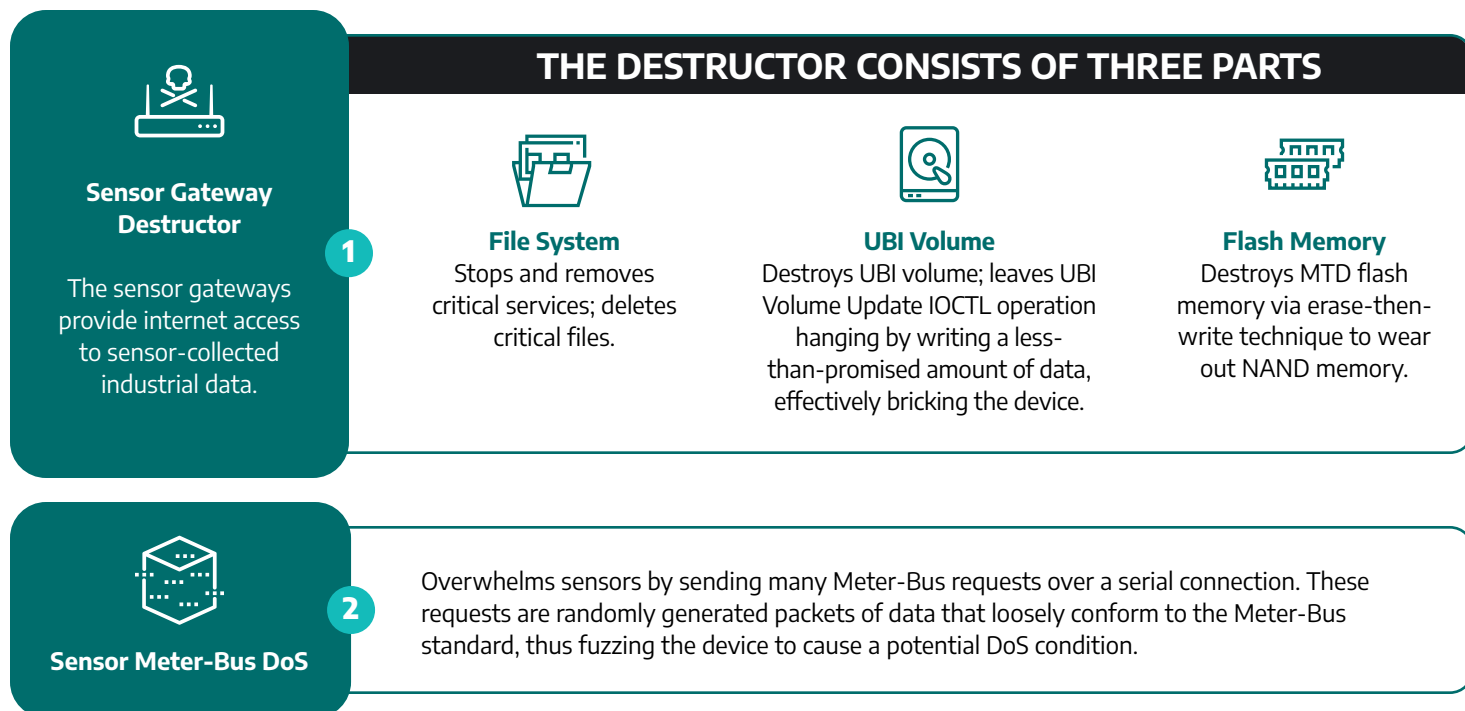 THE DESTRUCTOR CONSISTS OF THREE PARTS
Sensor Gateway
Destructor
The sensor gateways
provide internet access
to sensor-collected
industrial data.
1
File System
Stops and removes
critical services; deletes
critical files.
UBI Volume
Destroys UBI volume; leaves UBI
Volume Update IOCTL operation
hanging by writing a less-
than-promised amount of data,
effectively bricking the device.
Flash Memory
Destroys MTD flash
memory via erase-then-
write technique to wear
out NAND memory.
Sensor Meter-Bus DoS
2
Overwhelms sensors by sending many Meter-Bus requests over a serial connection. These
requests are randomly generated packets of data that loosely conform to the Meter-Bus
standard, thus fuzzing the device to cause a potential DoS condition.